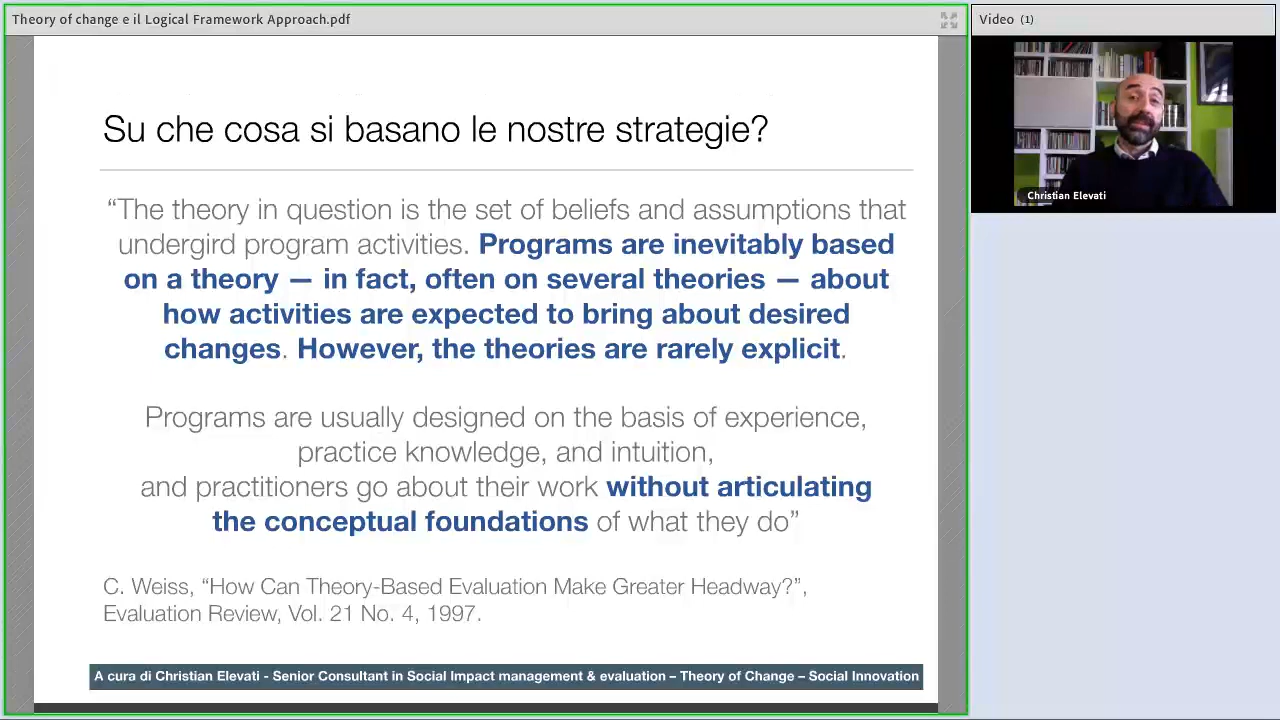 Theory of change e il Logical Framework Approach.pdf
Video (1)
Su che cosa si basano le nostre strategie?
“The theory in question is the set of beliefs and assumptions that
undergird program activities. Programs are inevitably based
on a theory — in fact, often on several theories — about
how activities are expected to bring about desired
changes. However, the theories are rarely explicit.
Programs are usually designed on the basis of experience,
practice knowledge, and intuition,
and practitioners go about their work without articulating
the conceptual foundations of what they do”
C. Weiss, “How Can Theory-Based Evaluation Make Greater Headway?”,
Evaluation Review, Vol. 21 No. 4, 1997.
A cura di Christian Elevati - Senior Consultant in Social Impact management & evaluation – Theory of Change – Social Innovation
Christian Elevati